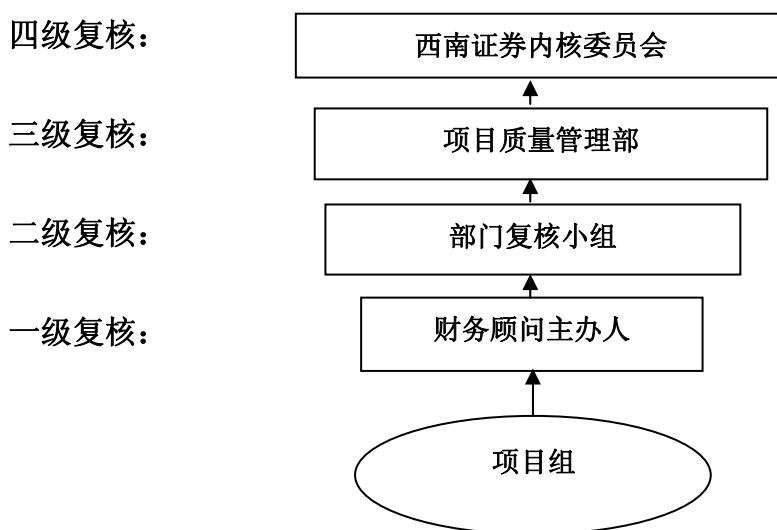 四级复核：
西南证券内核委员会
三级复核：
项目质量管理部
二级复核：
部门复核小组
一级复核：
财务顾问主办人
项目组